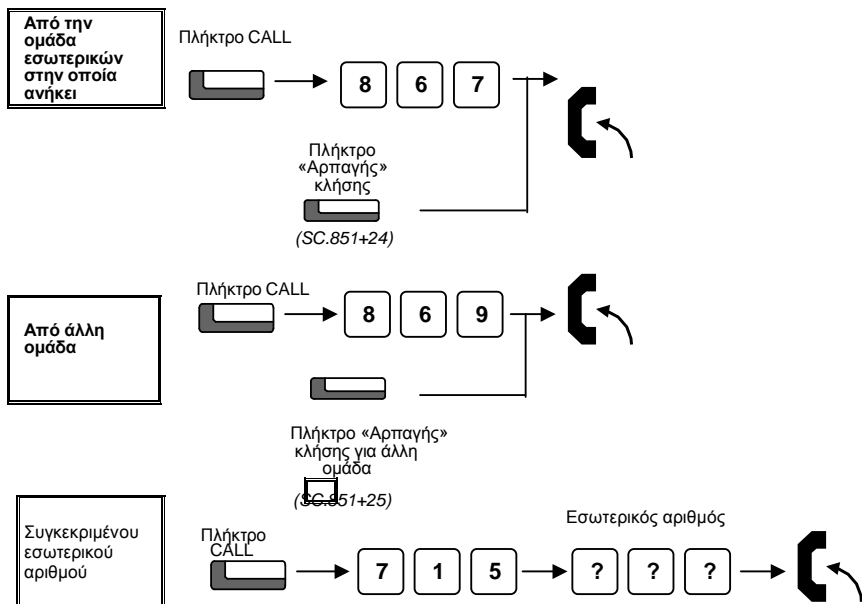 Από την
ομάδα
εσωτερικών
στην οποία
ανήκει
Πλήκτρο CALL
8 6 7
Πλήκτρο
«Αρπαγής»
κλήσης
(SC.851+24)
Από άλλη
ομάδα
Πλήκτρο CALL
8 6 9
Πλήκτρο «Αρπαγής»
κλήσης για άλλη
ομάδα
(SC.851+25)
Συγκεκριμένου
εσωτερικού
αριθμού
Πλήκτρο
CALL
7 1 5
Εσωτερικός αριθμός
? ? ?